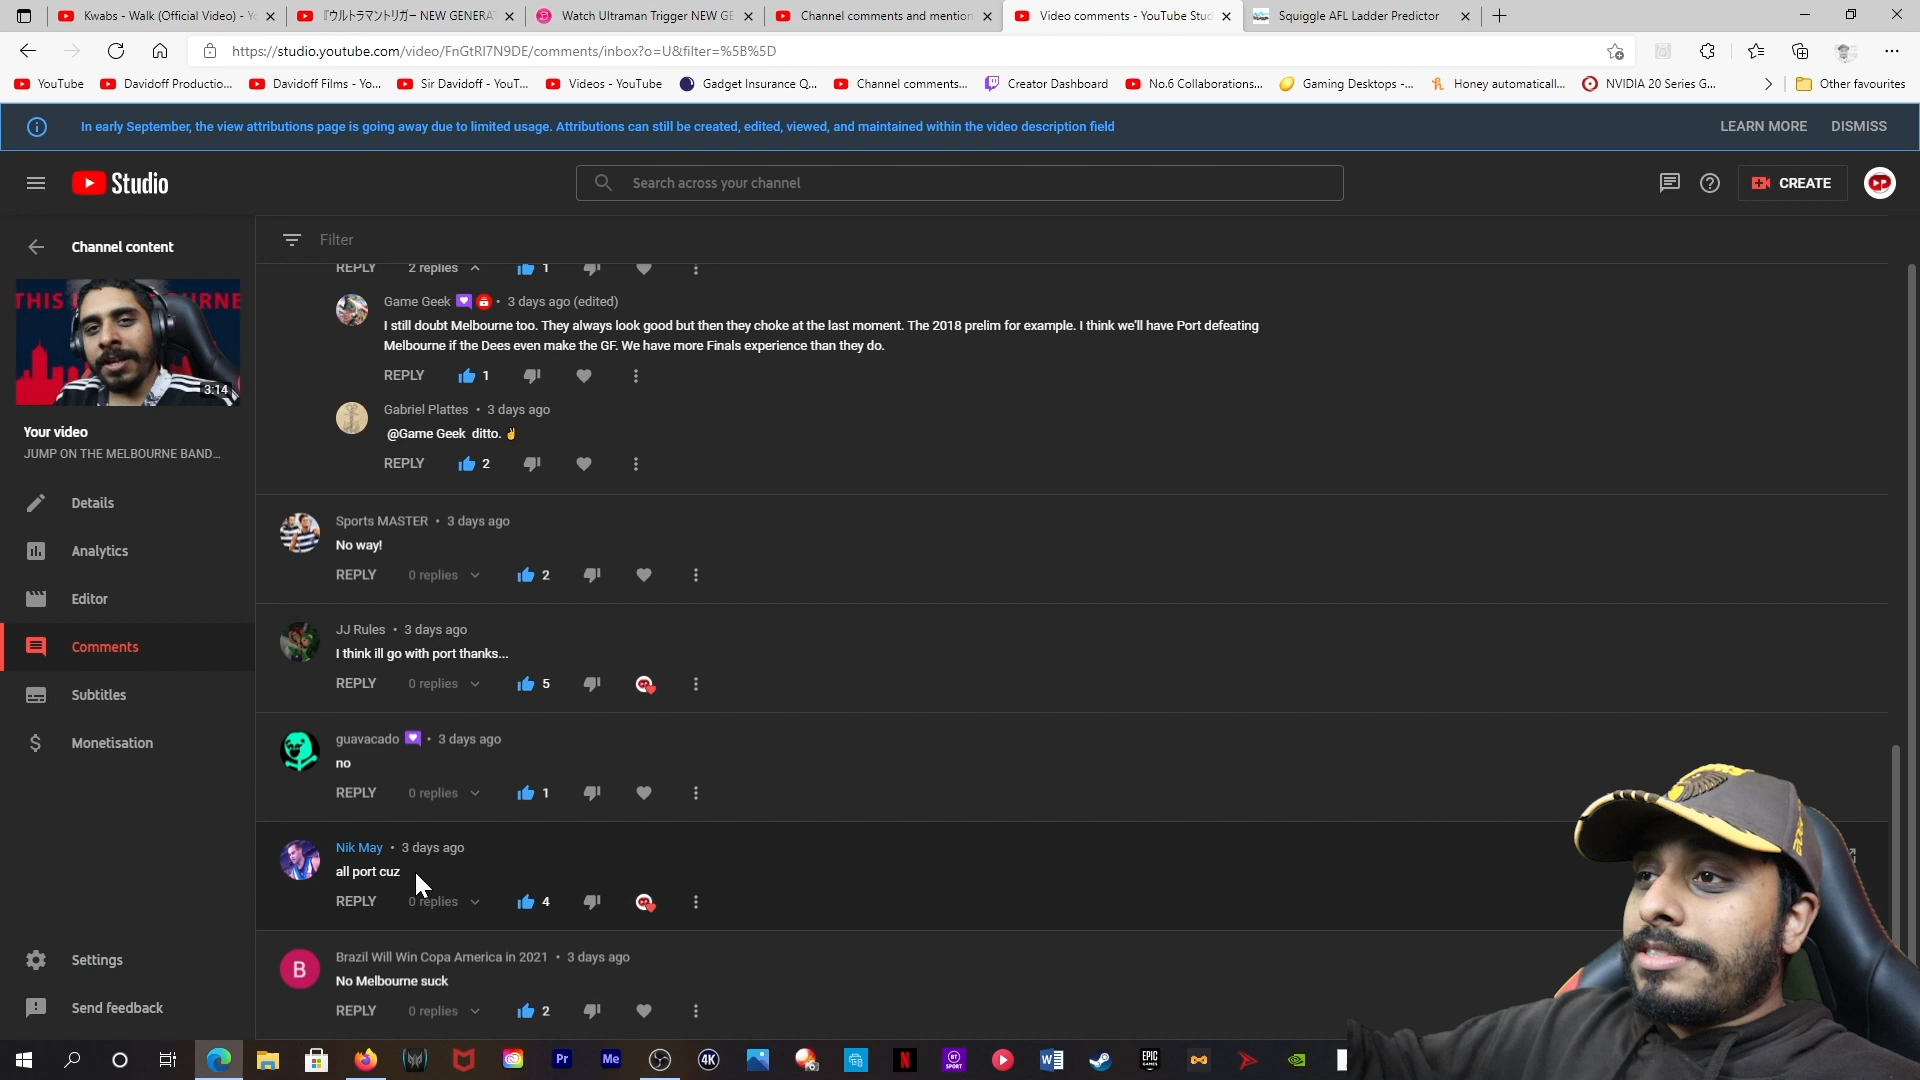 Kwabs - Walk (Official Video) - Yo
『ウルトラマントリガー NEW GENERA
Watch Ultraman Trigger NEW GE
Channel comments and mention
Video comments - YouTube Stud
Squiggle AFL Ladder Predictor
https://studio.youtube.com/video/FnGtRI7N9DE/comments/inbox?o=U&filter=%5B%5D
YouTube
Davidoff Productio...
Davidoff Films - Yo...
Sir Davidoff - YouT...
Videos - YouTube
Gadget Insurance Q...
Channel comments...
Creator Dashboard
No.6 Collaborations...
Gaming Desktops -...
Honey automaticall...
NVIDIA 20 Series G...
Other favourites
In early September, the view attributions page is going away due to limited usage. Attributions can still be created, edited, viewed, and maintained within the video description field
LEARN MORE
DISMISS
Studio
Search across your channel
CREATE
Channel content
3:14
Your video
JUMP ON THE MELBOURNE BAND...
Details
Analytics
Editor
Comments
Subtitles
Monetisation
Settings
Send feedback
Filter
REPLY 2 replies 1
Game Geek • 3 days ago (edited)
I still doubt Melbourne too. They always look good but then they choke at the last moment. The 2018 prelim for example. I think we'll have Port defeating
Melbourne if the Dees even make the GF. We have more Finals experience than they do.
REPLY 1
Gabriel Plattes • 3 days ago
@Game Geek ditto. ✌
REPLY 2
Sports MASTER • 3 days ago
No way!
REPLY 0 replies 2
JJ Rules • 3 days ago
I think ill go with port thanks...
REPLY 0 replies 5
guavacado • 3 days ago
no
REPLY 0 replies 1
Nik May • 3 days ago
all port cuz
REPLY 0 replies 4
B
Brazil Will Win Copa America in 2021 • 3 days ago
No Melbourne suck
REPLY 0 replies 2
Pr
Me
4K
BT SPORT
EPIC GAMES